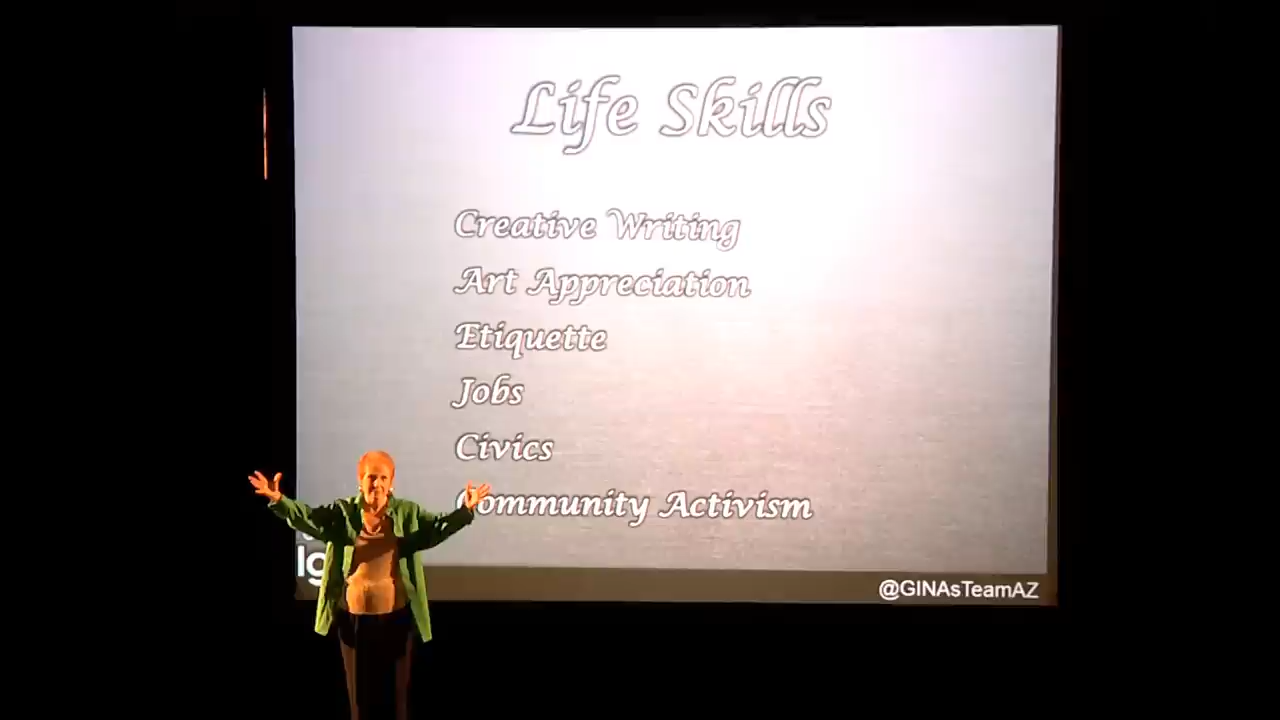 Life Skills
Creative Writing
Art Appreciation
Etiquette
Jobs
Civics
Community Activism
@GINAsTeamAZ